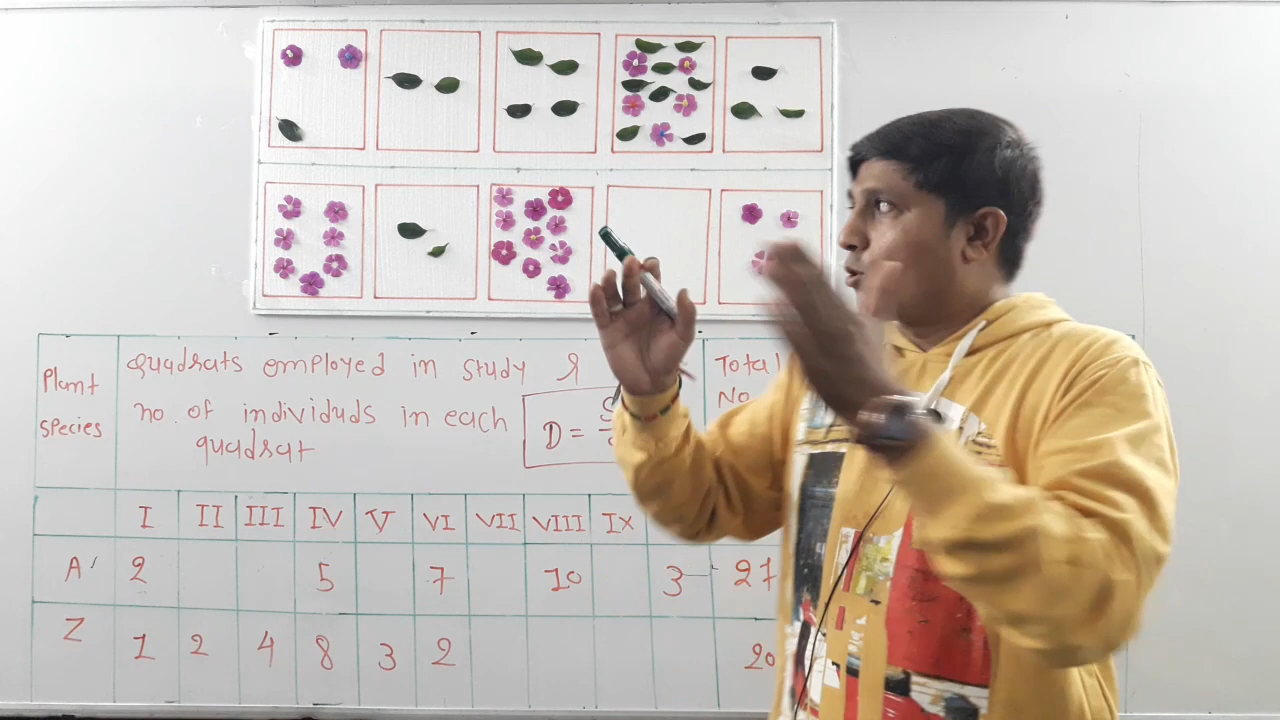 Plant
species
Quadrats employed in study &
no. of individuds in each
quadrat
D =
Total
No
I II III IV V VI VII VIII IX
A 2 5 7 10 3 27
Z 1 2 4 8 3 2 20